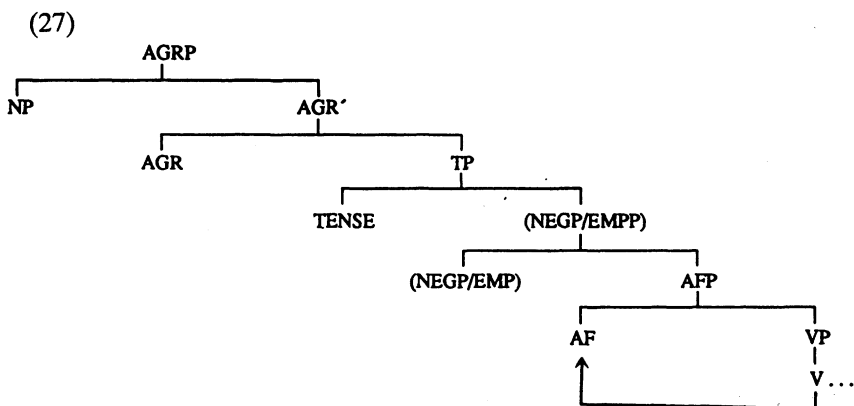 (27)
AGRP
NP AGR´
AGR TP
TENSE (NEGP/EMPP)
(NEGP/EMP) AFP
AF VP
V ...